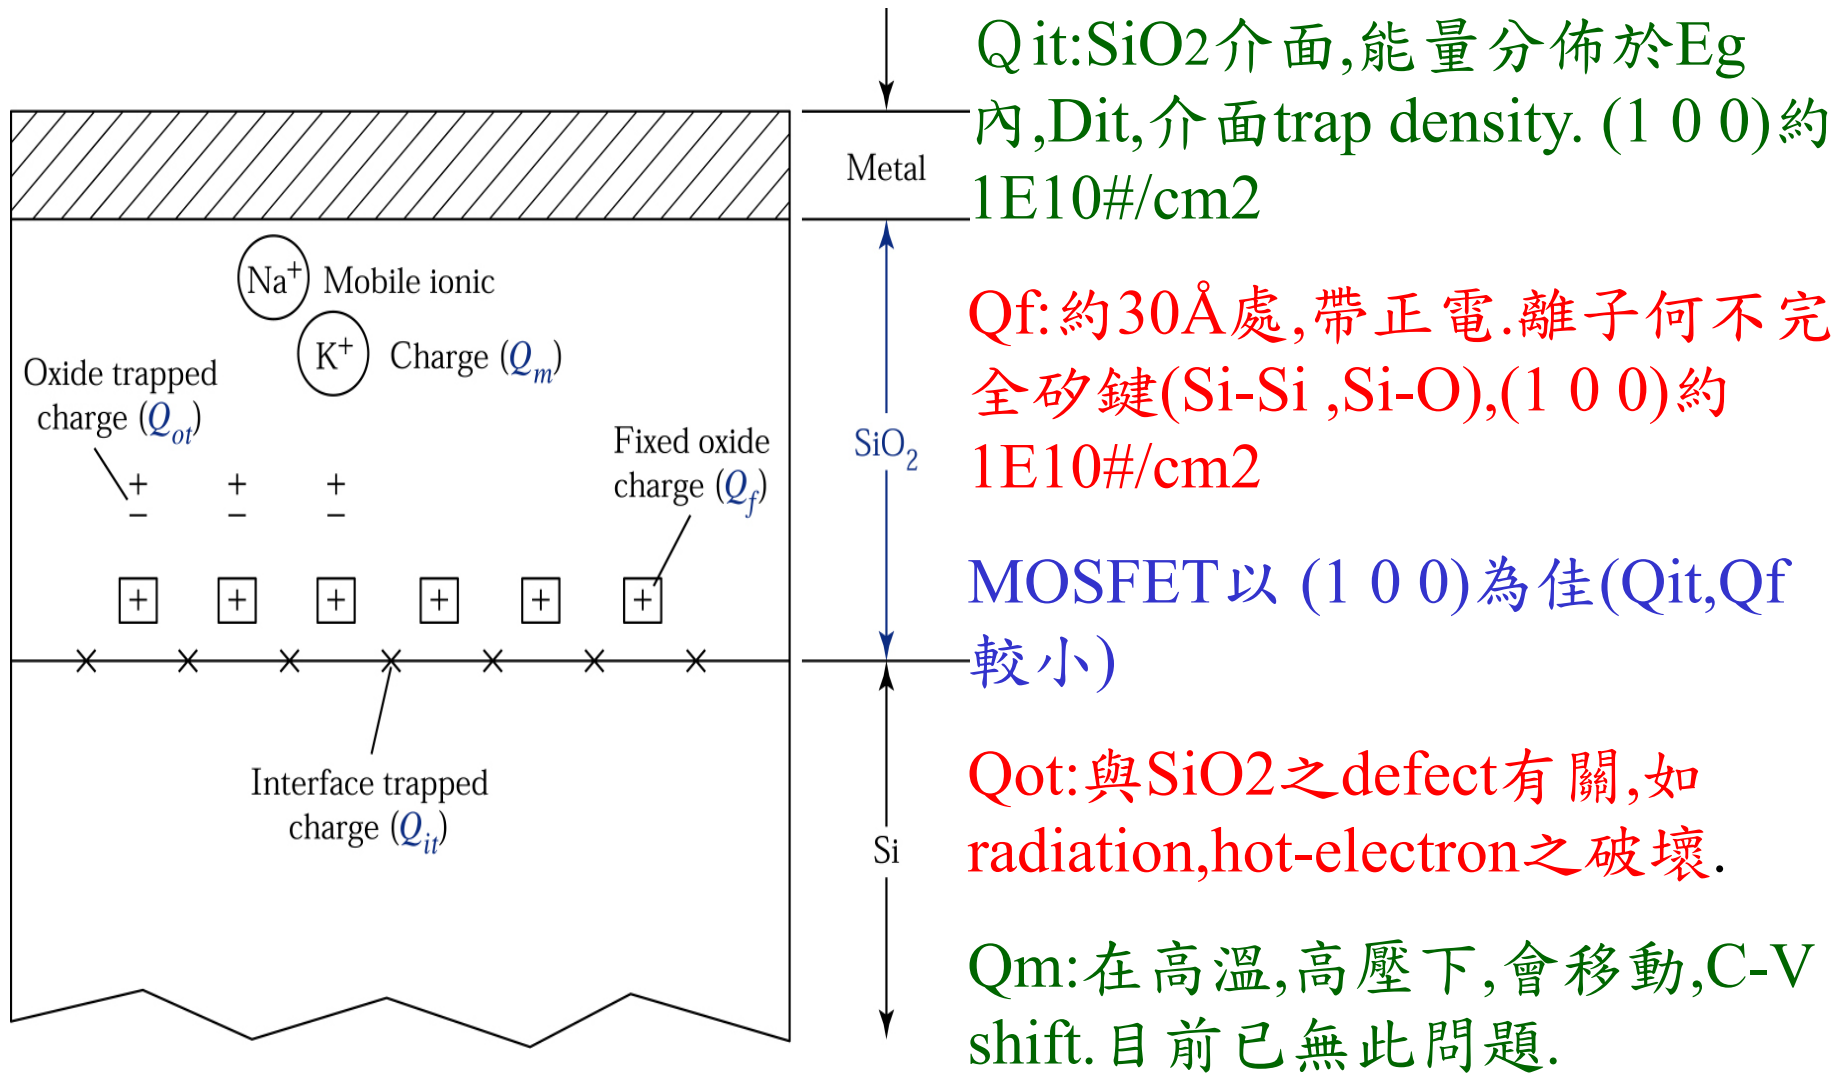 Metal
Na+ Mobile ionic
K+ Charge (Qm)
Oxide trapped
charge (Qot)
+ + +
− − −
Fixed oxide
charge (Qf)
SiO2
+ + + + + +
Interface trapped
charge (Qit)
Si
Qit:SiO2介面,能量分佈於Eg
內,Dit,介面trap density. (1 0 0)約
1E10#/cm2
Qf:約30Å處,帶正電.離子何不完
全矽鍵(Si-Si ,Si-O),(1 0 0)約
1E10#/cm2
MOSFET以 (1 0 0)為佳(Qit,Qf
較小)
Qot:與SiO2之defect有關,如
radiation,hot-electron之破壞.
Qm:在高溫,高壓下,會移動,C-V
shift.目前已無此問題.